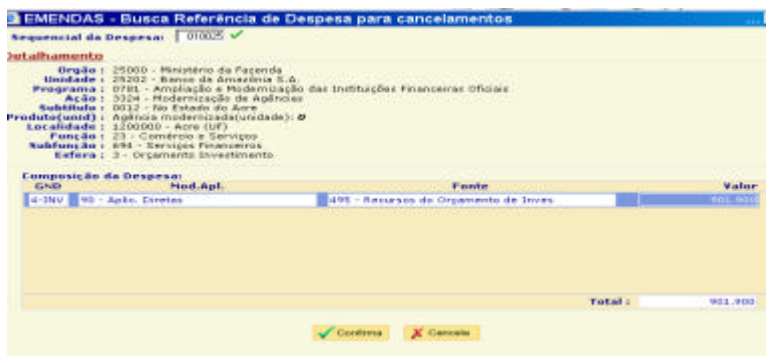 EMENDAS - Busca Referência de Despesa para cancelamentos
Sequencial da Despesa: 010025
Detalhamento
Orgão : 25000 - Ministério da Fazenda
Unidade : 25202 - Banco da Amazônia S.A.
Programa : 0781 - Ampliação e Modernização das Instituições Financeiras Oficiais
Ação : 3324 - Modernização de Agências
Subtítulo : 0012 - No Estado do Acre
Produto(unid) : Agência modernizada(unidade): 0
Localidade : 1200000 - Acre (UF)
Função : 23 - Comércio e Serviços
Subfunção : 694 - Serviços Financeiros
Esfera : 3 - Orçamento Investimento
Composição da Despesa:
GND Mod.Apl. Fonte Valor
4-INV 90 - Aplic. Diretas 495 - Recursos do Orçamento de Inves 901.900
Total : 901.900
Confirma Cancela